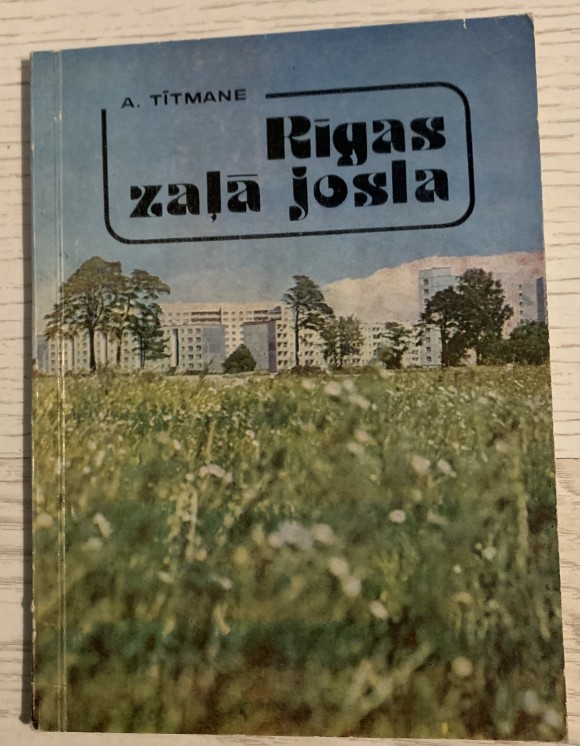 A. TĪTMANE
Rīgas
zaļā josla